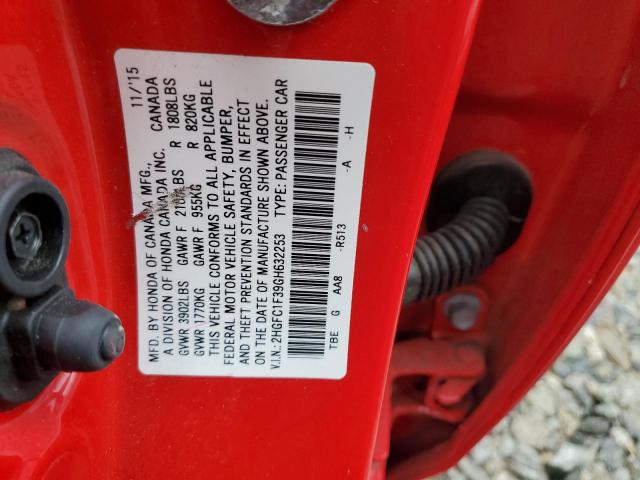 MFD. BY HONDA OF CANADA MFG., 11/'15
A DIVISION OF HONDA CANADA INC. CANADA
GVWR 3902LBS GAWR F LBS R 1808LBS
GVWR 1770KG GAWR F 955KG R 820KG
THIS VEHICLE CONFORMS TO ALL APPLICABLE
FEDERAL MOTOR VEHICLE SAFETY, BUMPER,
AND THEFT PREVENTION STANDARDS IN EFFECT
ON THE DATE OF MANUFACTURE SHOWN ABOVE.
V.I.N.: 2HGFC1F39GH632253 TYPE: PASSENGER CAR
TBE G AA8 -R513 -A -H